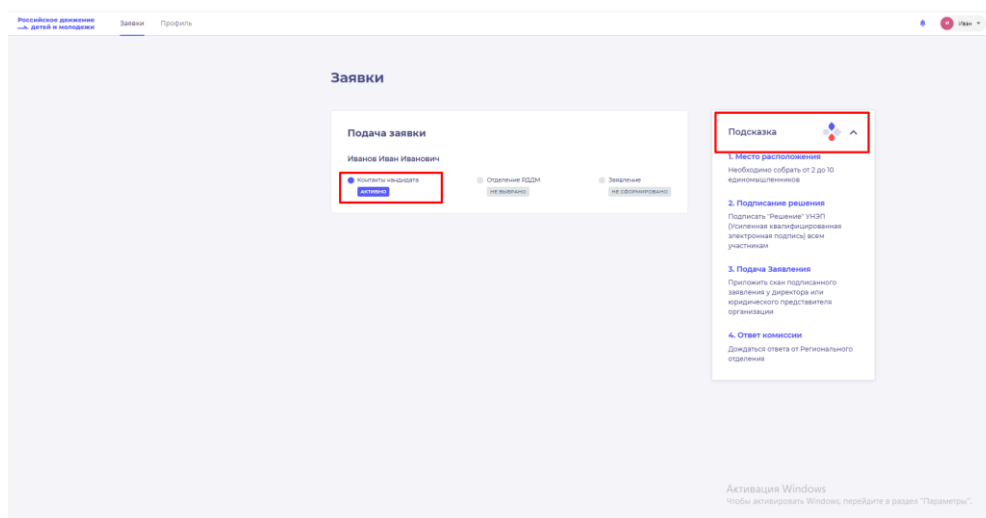 Российское движение
детей и молодежи
Заявки
Профиль
Иван
Заявки
Подача заявки
Иванов Иван Иванович
Контакты кандидата
АКТИВНО
Отделение РДДМ
НЕ ВЫБРАНО
Заявление
НЕ СФОРМИРОВАНО
Подсказка
1. Место расположения
Необходимо собрать от 2 до 10
единомышленников
2. Подписание решения
Подписать "Решение" УНЭП
(Усиленная квалифицированная
электронная подпись) всем
участникам
3. Подача Заявления
Приложить скан подписанного
заявления у директора или
юридического представителя
организации
4. Ответ комиссии
Дождаться ответа от Регионального
отделения
Активация Windows
Чтобы активировать Windows, перейдите в раздел "Параметры".